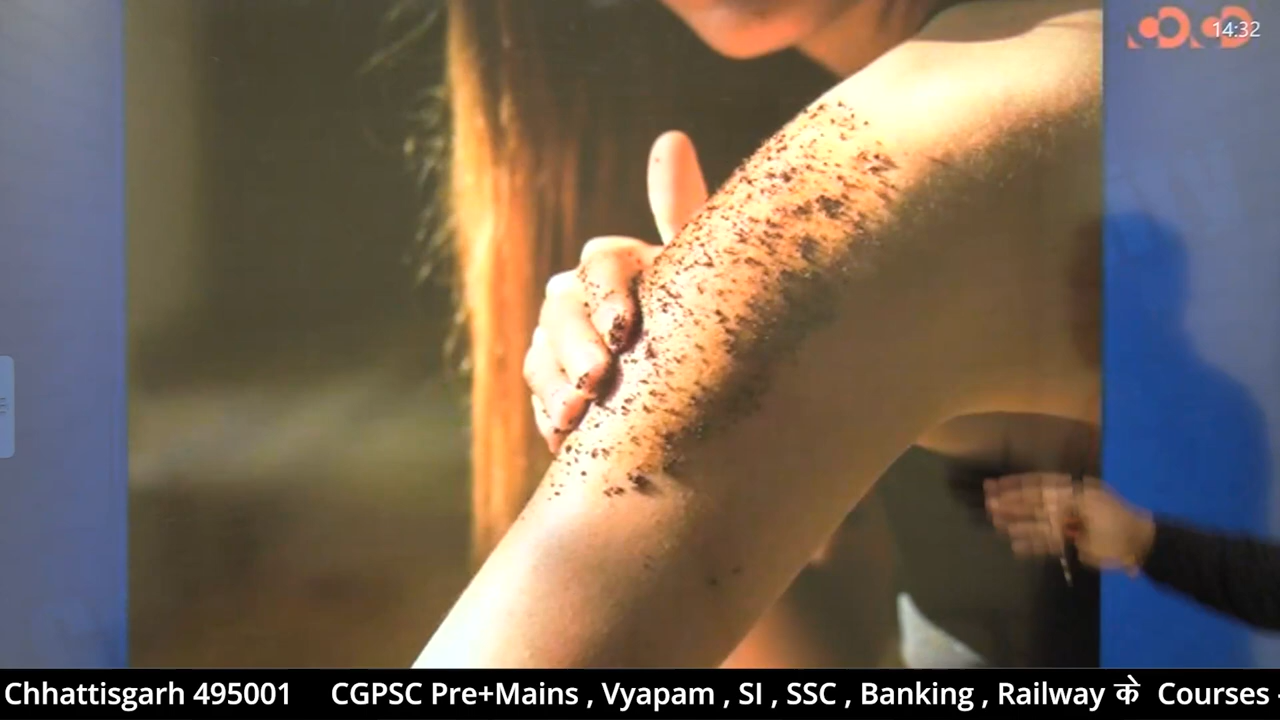 14:32
Chhattisgarh 495001 CGPSC Pre+Mains , Vyapam , SI , SSC , Banking , Railway के Courses